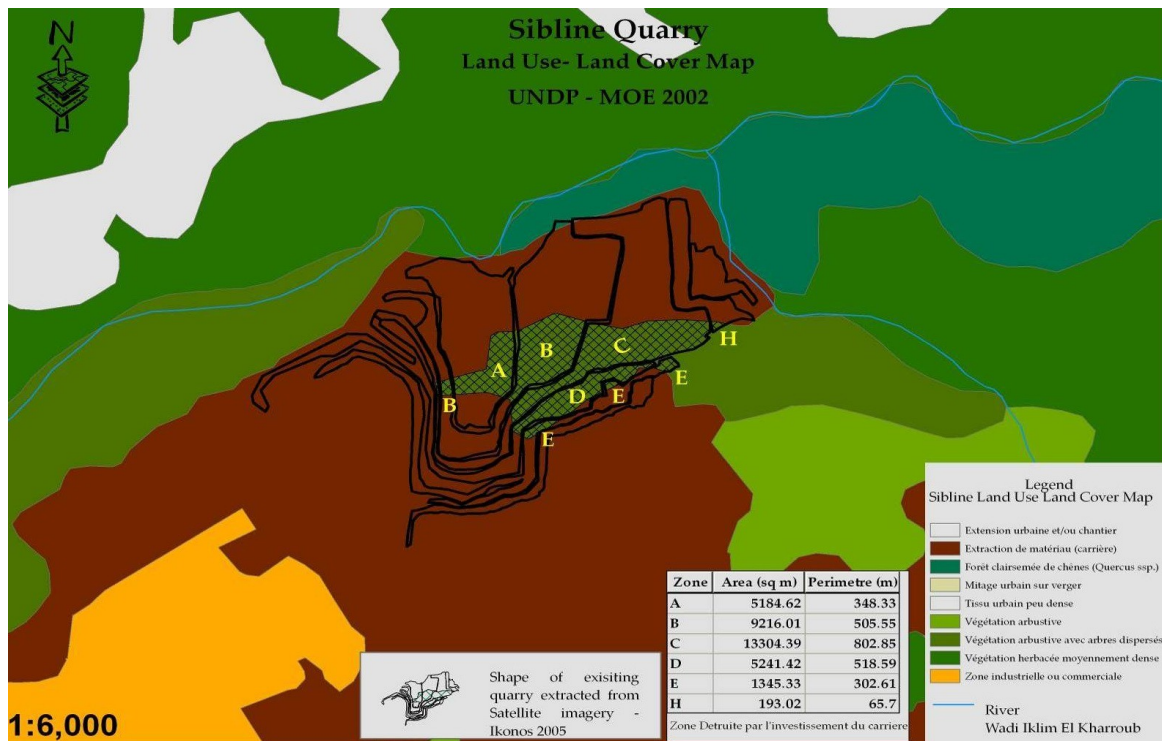 N
Sibline Quarry
Land Use- Land Cover Map
UNDP - MOE 2002
B
C
H
A
E
D
E
B
E
Legend
Sibline Land Use Land Cover Map
Extension urbaine et/ou chantier
Extraction de matériau (carrière)
Forêt clairsemée de chênes (Quercus ssp.)
Mitage urbain sur verger
Tissu urbain peu dense
Végétation arbustive
Végétation arbustive avec arbres dispersés
Végétation herbacée moyennement dense
Zone industrielle ou commerciale
River
Wadi Iklim El Kharroub
Zone Area (sq m) Perimetre (m)
A 5184.62 348.33
B 9216.01 505.55
C 13304.39 802.85
D 5241.42 518.59
E 1345.33 302.61
H 193.02 65.7
Zone Detruite par l'investissement du carriere
Shape of exisiting
quarry extracted from
Satellite imagery -
Ikonos 2005
1:6,000